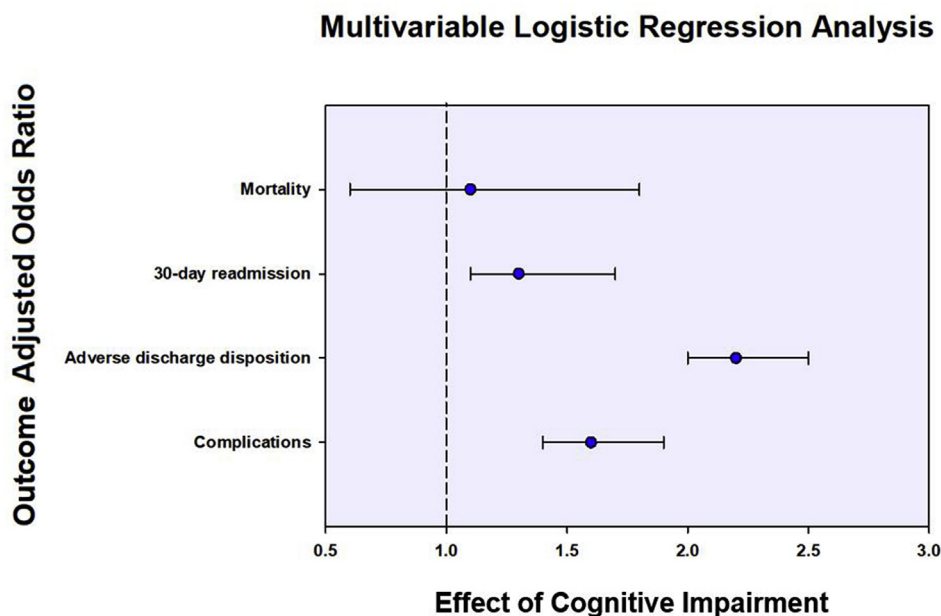 Multivariable Logistic Regression Analysis
Outcome Adjusted Odds Ratio
Mortality
30-day readmission
Adverse discharge disposition
Complications
0.5 1.0 1.5 2.0 2.5 3.0
Effect of Cognitive Impairment